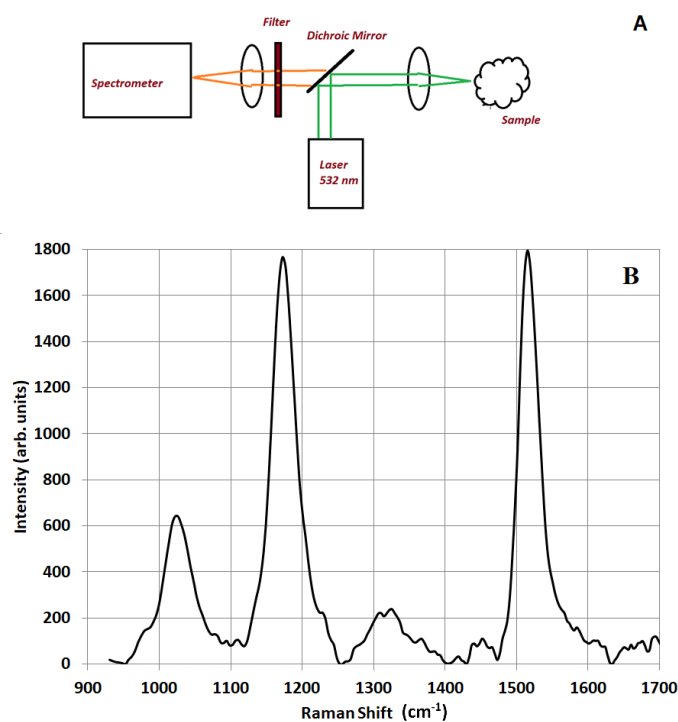 A
Filter
Dichroic Mirror
Spectrometer
Sample
Laser
532 nm
B
Intensity (arb. units)
1800
1600
1400
1200
1000
800
600
400
200
0
900 1000 1100 1200 1300 1400 1500 1600 1700
Raman Shift (cm⁻¹)